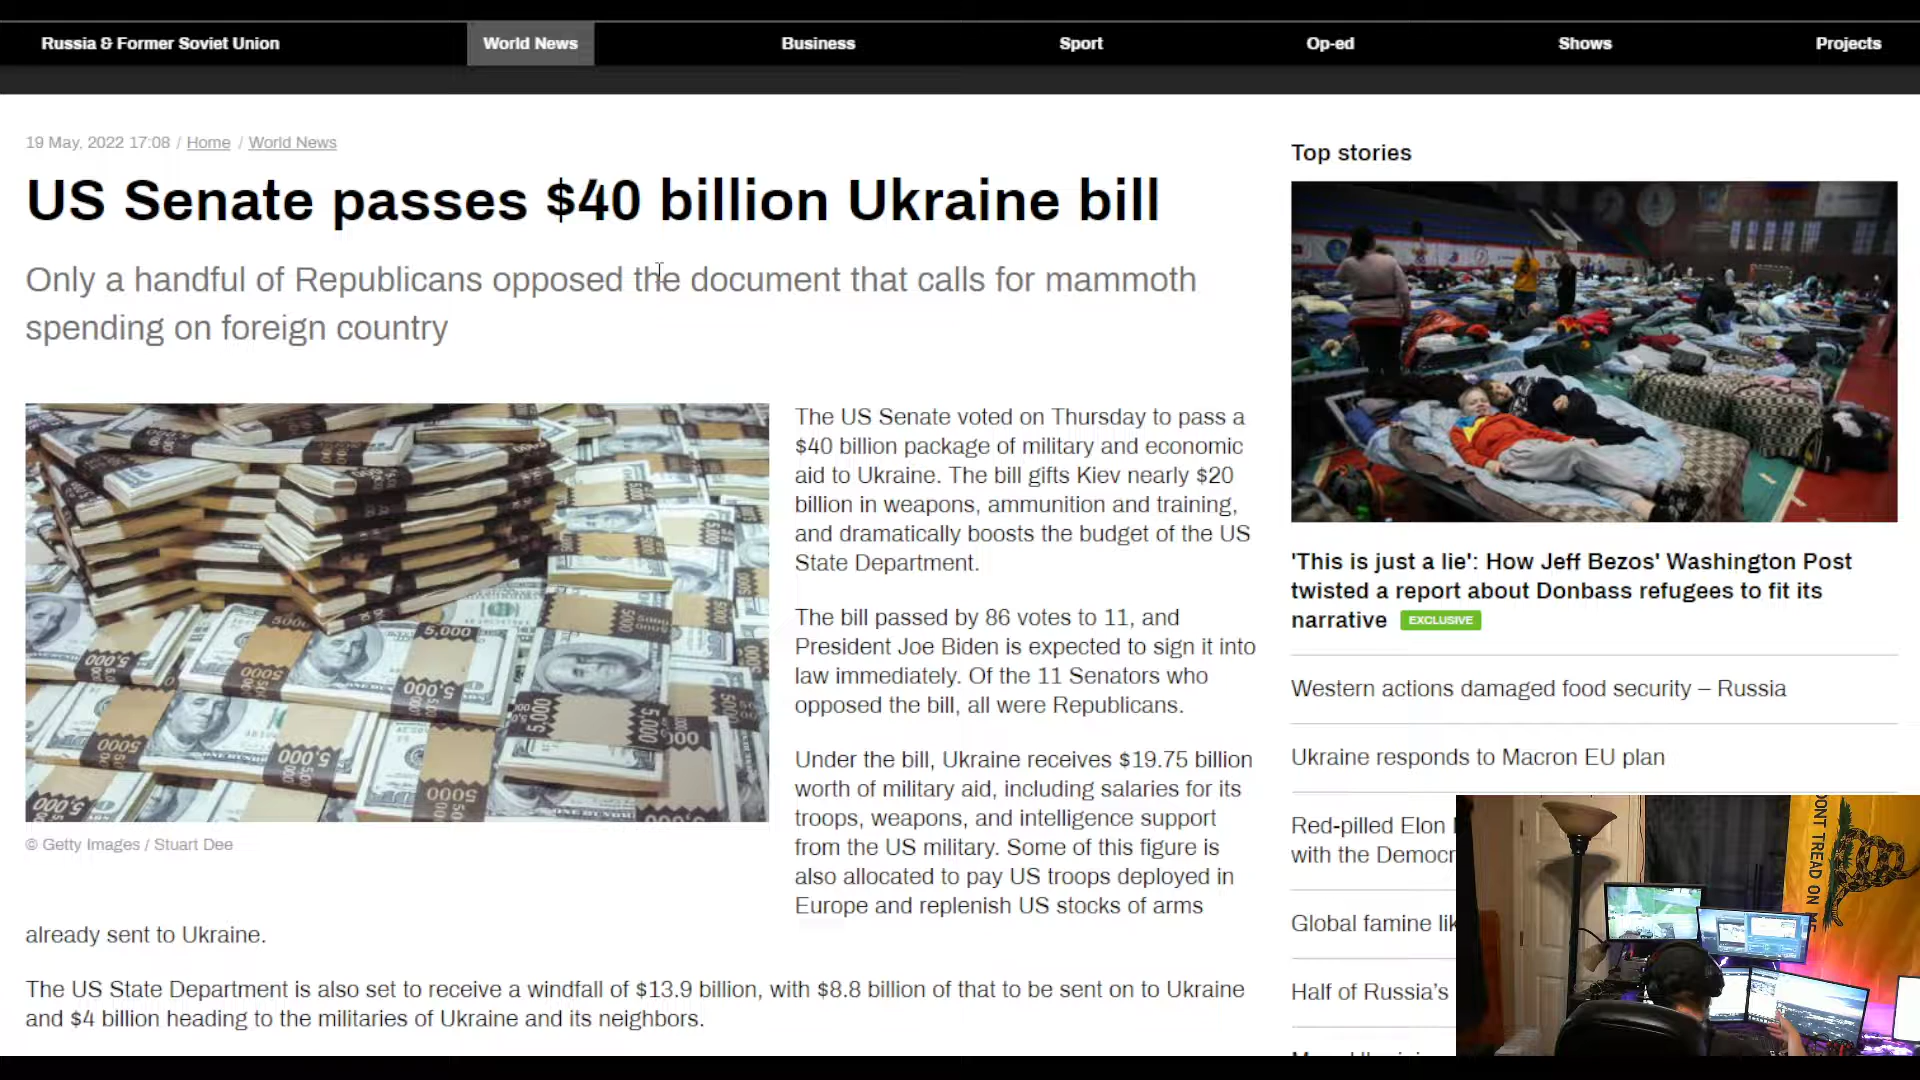 Russia & Former Soviet Union World News Business Sport Op-ed Shows Projects
19 May, 2022 17:08 / Home / World News
US Senate passes $40 billion Ukraine bill
Only a handful of Republicans opposed the document that calls for mammoth
spending on foreign country
The US Senate voted on Thursday to pass a
$40 billion package of military and economic
aid to Ukraine. The bill gifts Kiev nearly $20
billion in weapons, ammunition and training,
and dramatically boosts the budget of the US
State Department.
The bill passed by 86 votes to 11, and
President Joe Biden is expected to sign it into
law immediately. Of the 11 Senators who
opposed the bill, all were Republicans.
Under the bill, Ukraine receives $19.75 billion
worth of military aid, including salaries for its
troops, weapons, and intelligence support
from the US military. Some of this figure is
also allocated to pay US troops deployed in
Europe and replenish US stocks of arms
already sent to Ukraine.
© Getty Images / Stuart Dee
The US State Department is also set to receive a windfall of $13.9 billion, with $8.8 billion of that to be sent on to Ukraine
and $4 billion heading to the militaries of Ukraine and its neighbors.
Top stories
'This is just a lie': How Jeff Bezos' Washington Post
twisted a report about Donbass refugees to fit its
narrative EXCLUSIVE
Western actions damaged food security – Russia
Ukraine responds to Macron EU plan
Red-pilled Elon
with the
Global famine
Half of Russia's
DONT TREAD ON ME